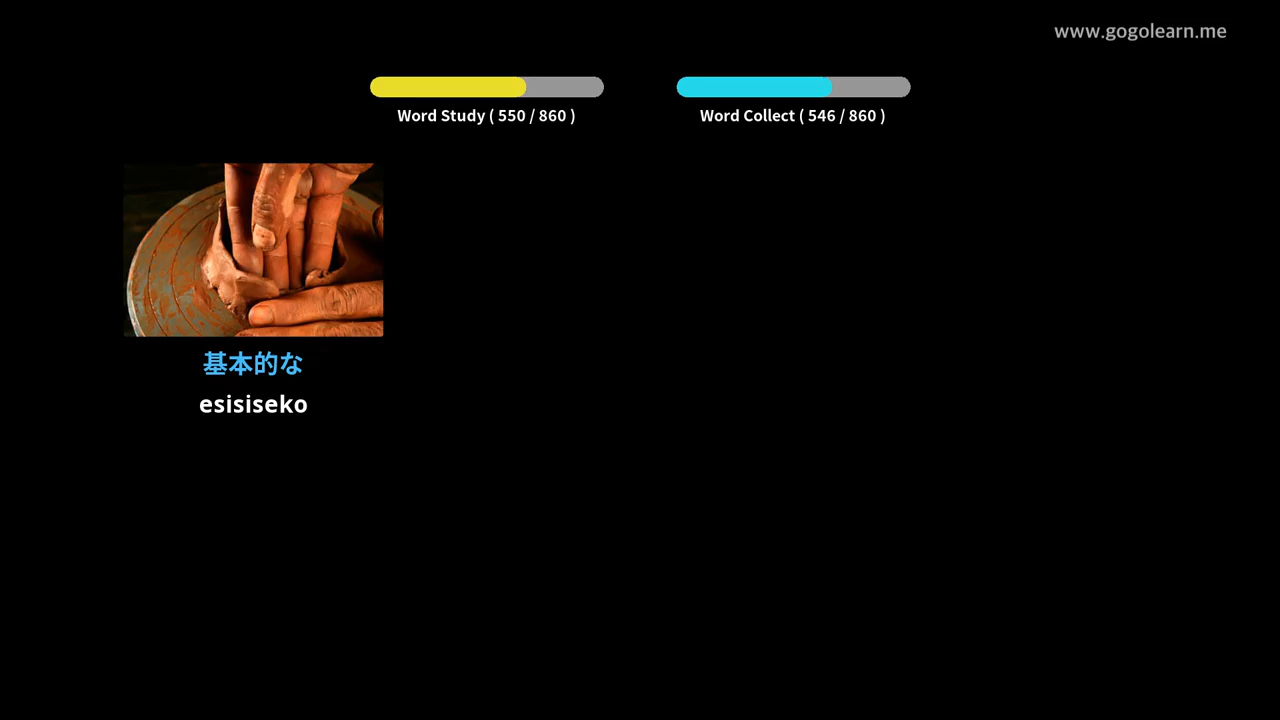 www.gogolearn.me
Word Study ( 550 / 860 )
Word Collect ( 546 / 860 )
基本的な
esisiseko